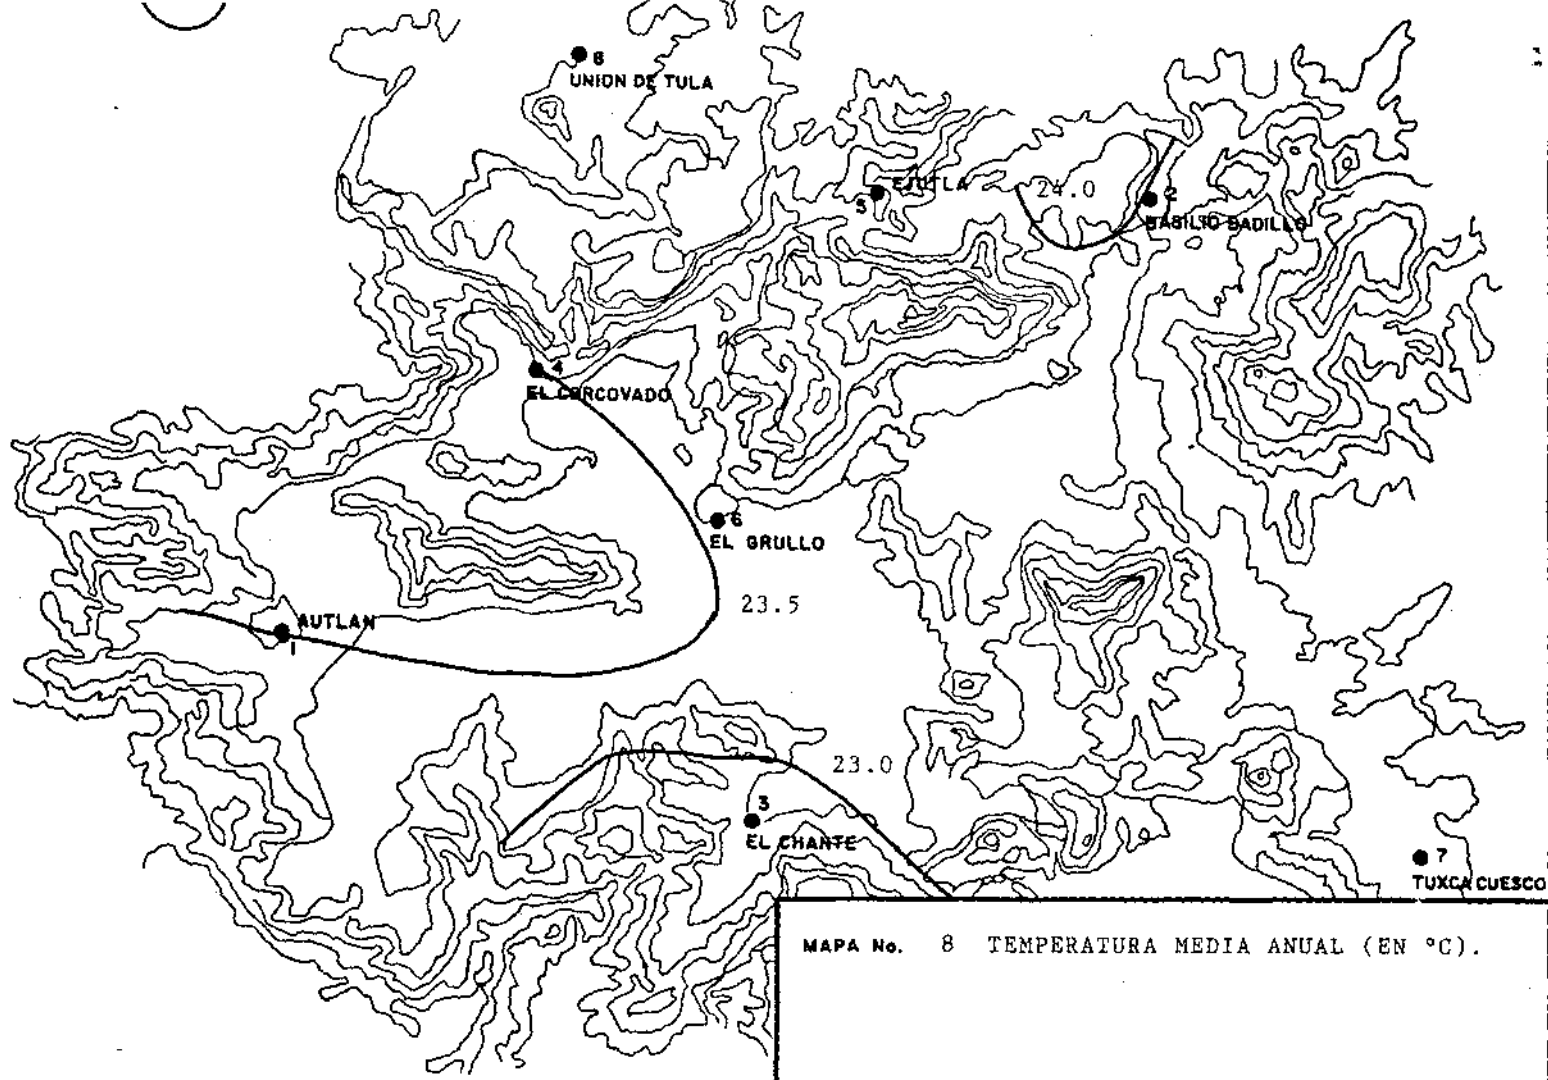 8
UNION DE TULA
EJUTLA
5
24.0
2
BASILIO BADILLO
4
EL CORCOVADO
6
EL GRULLO
23.5
AUTLAN
1
23.0
3
EL CHANTE
7
TUXCACUESCO
MAPA No. 8 TEMPERATURA MEDIA ANUAL (EN °C).